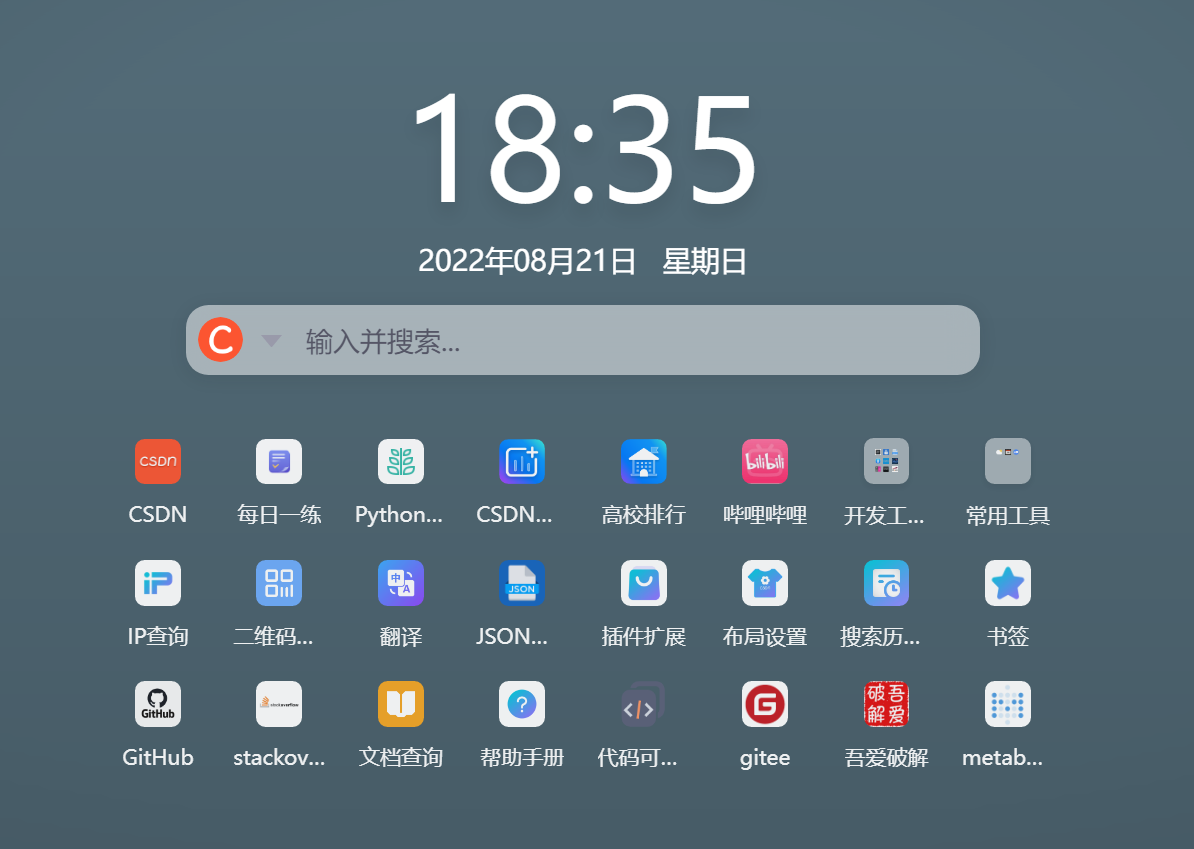 18:35
2022年08月21日 星期日
C 输入并搜索...
CSDN
bilibili
CSDN 每日一练 Python... CSDN... 高校排行 哔哩哔哩 开发工... 常用工具
iP 中 A JSON
IP查询 二维码... 翻译 JSON... 插件扩展 布局设置 搜索历... 书签
GitHub stackoverflow ? </> G 吾爱破解
GitHub stackov... 文档查询 帮助手册 代码可... gitee 吾爱破解 metab...